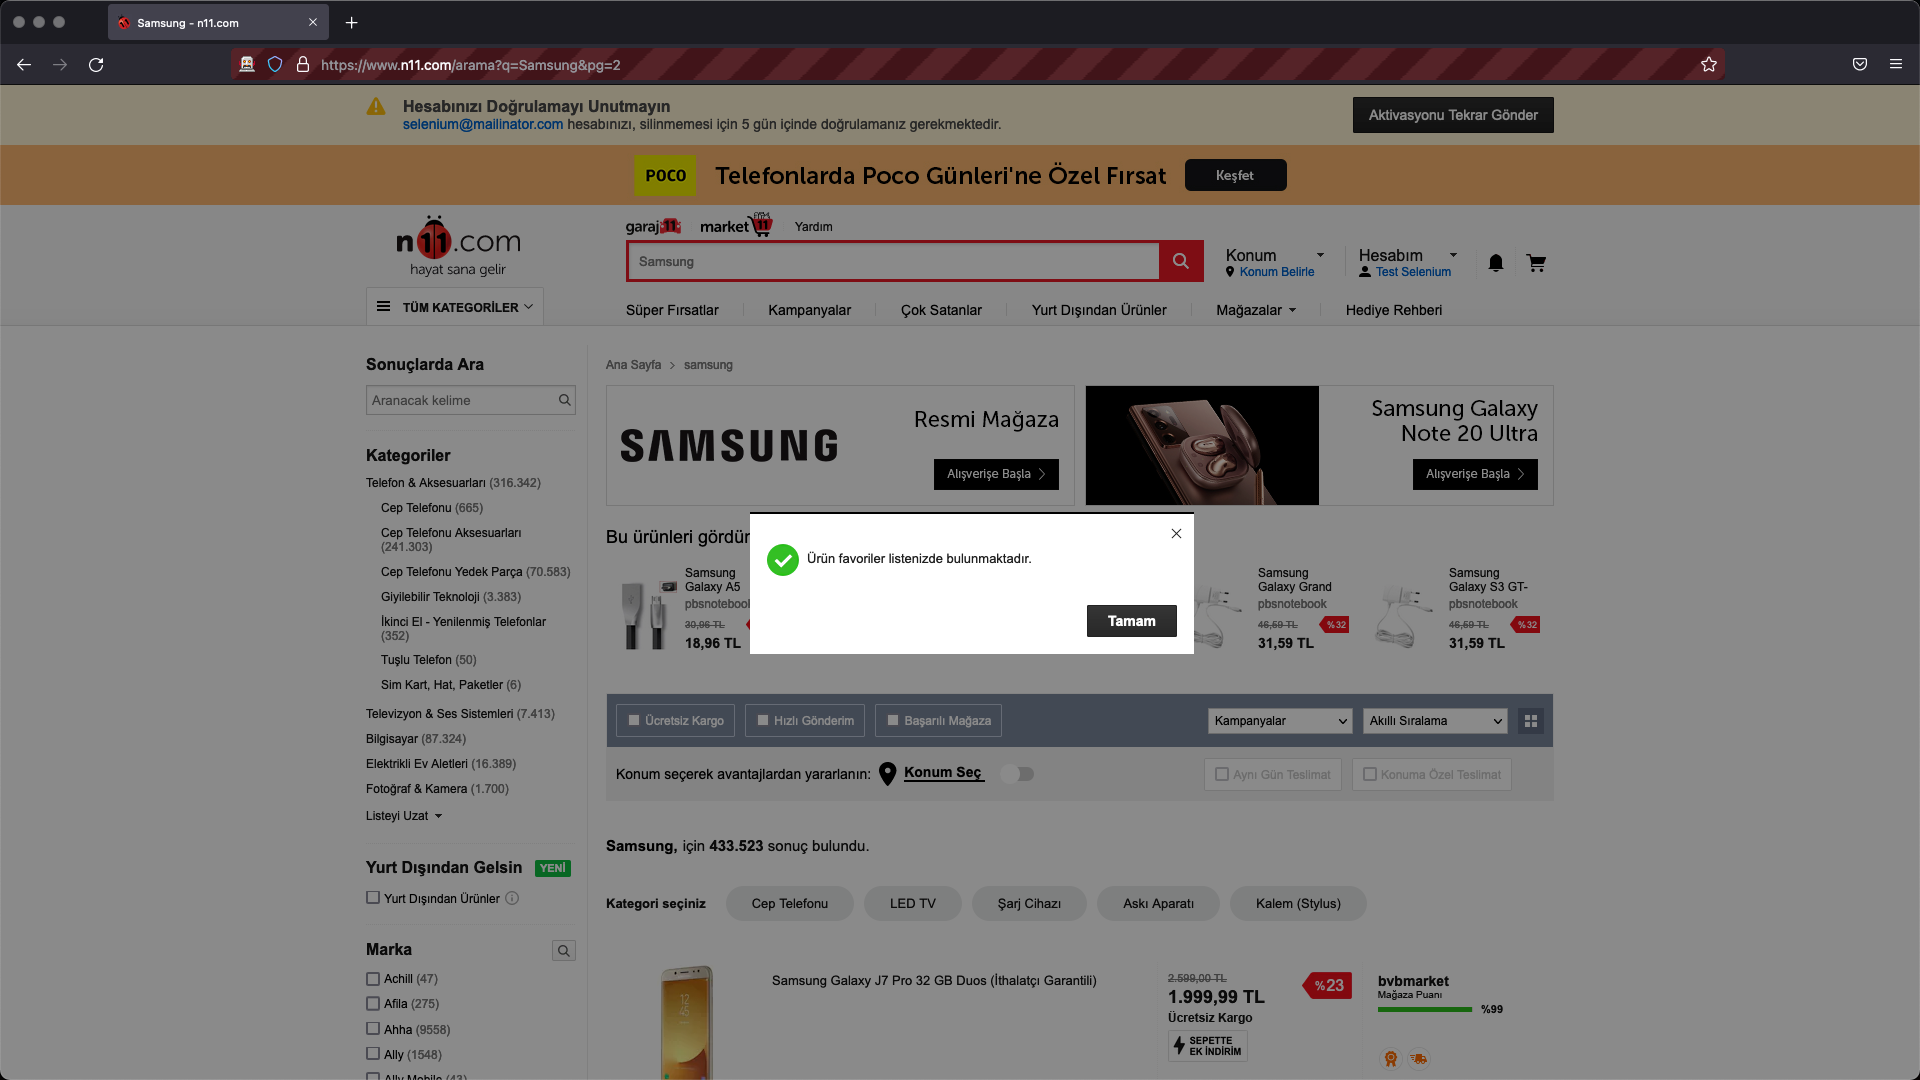 Samsung - n11.com
https://www.n11.com/arama?q=Samsung&pg=2
Hesabınızı Doğrulamayı Unutmayın
selenium@mailinator.com hesabınızı, silinmemesi için 5 gün içinde doğrulamanız gerekmektedir.
Aktivasyonu Tekrar Gönder
POCO
Telefonlarda Poco Günleri'ne Özel Fırsat
Keşfet
n11.com
hayat sana gelir
garaj11
market11
Yardım
Samsung
Konum
Konum Belirle
Hesabım
Test Selenium
TÜM KATEGORİLER
Süper Fırsatlar
Kampanyalar
Çok Satanlar
Yurt Dışından Ürünler
Mağazalar
Hediye Rehberi
Sonuçlarda Ara
Aranacak kelime
Kategoriler
Telefon & Aksesuarları (316.342)
Cep Telefonu (665)
Cep Telefonu Aksesuarları
(241.303)
Cep Telefonu Yedek Parça (70.583)
Giyilebilir Teknoloji (3.383)
İkinci El - Yenilenmiş Telefonlar
(352)
Tuşlu Telefon (50)
Sim Kart, Hat, Paketler (6)
Televizyon & Ses Sistemleri (7.413)
Bilgisayar (87.324)
Elektrikli Ev Aletleri (16.389)
Fotoğraf & Kamera (1.700)
Listeyi Uzat
Yurt Dışından Gelsin
YENİ
Yurt Dışından Ürünler
Marka
Achill (47)
Afila (275)
Ahha (9558)
Ally (1548)
Ally Mobile (43)
Ana Sayfa > samsung
SAMSUNG
Resmi Mağaza
Alışverişe Başla
Samsung Galaxy
Note 20 Ultra
Alışverişe Başla
Bu ürünleri gördün
Samsung
Galaxy A5
pbsnotebook
30,96 TL
18,96 TL
Samsung
Galaxy Grand
pbsnotebook
46,59 TL
%32
31,59 TL
Samsung
Galaxy S3 GT-
pbsnotebook
46,59 TL
%32
31,59 TL
Ürün favoriler listenizde bulunmaktadır.
Tamam
Ücretsiz Kargo
Hızlı Gönderim
Başarılı Mağaza
Kampanyalar
Akıllı Sıralama
Konum seçerek avantajlardan yararlanın:
Konum Seç
Aynı Gün Teslimat
Konuma Özel Teslimat
Samsung, için 433.523 sonuç bulundu.
Kategori seçiniz
Cep Telefonu
LED TV
Şarj Cihazı
Askı Aparatı
Kalem (Stylus)
Samsung Galaxy J7 Pro 32 GB Duos (İthalatçı Garantili)
2.599,00 TL
1.999,99 TL
Ücretsiz Kargo
SEPETTE
EK İNDİRİM
%23
bvbmarket
Mağaza Puanı
%99